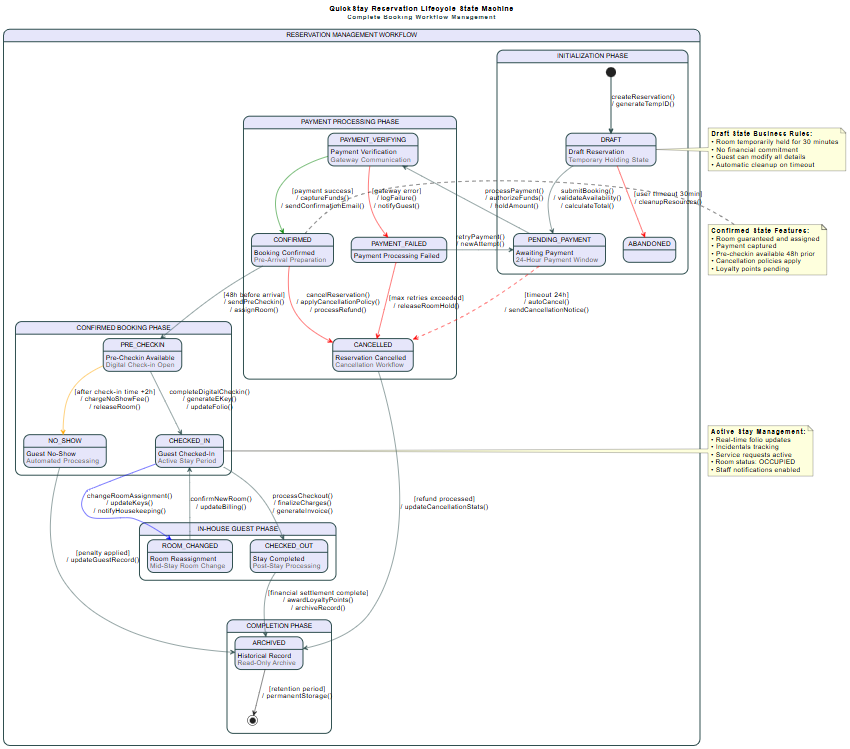 QuickStay Reservation Lifecycle State Machine
Complete Booking Workflow Management
RESERVATION MANAGEMENT WORKFLOW
INITIALIZATION PHASE
createReservation()
/ generateTempID()
DRAFT
Draft Reservation
Temporary Holding State
Draft State Business Rules:
• Room temporarily held for 30 minutes
• No financial commitment
• Guest can modify all details
• Automatic cleanup on timeout
PAYMENT PROCESSING PHASE
PAYMENT_VERIFYING
Payment Verification
Gateway Communication
[payment success]
/ captureFunds()
/ sendConfirmationEmail()
[gateway error]
/ logFailure()
/ notifyGuest()
processPayment()
/ authorizeFunds()
/ holdAmount()
submitBooking()
/ validateAvailability()
/ calculateTotal()
[user timeout 30min]
/ cleanupResources()
CONFIRMED
Booking Confirmed
Pre-Arrival Preparation
PAYMENT_FAILED
Payment Processing Failed
retryPayment()
/ newAttempt()
PENDING_PAYMENT
Awaiting Payment
24-Hour Payment Window
ABANDONED
Confirmed State Features:
• Room guaranteed and assigned
• Payment captured
• Pre-checkin available 48h prior
• Cancellation policies apply
• Loyalty points pending
[48h before arrival]
/ sendPreCheckin()
/ assignRoom()
cancelReservation()
/ applyCancellationPolicy()
/ processRefund()
[max retries exceeded]
/ releaseRoomHold()
[timeout 24h]
/ autoCancel()
/ sendCancellationNotice()
CONFIRMED BOOKING PHASE
PRE_CHECKIN
Pre-Checkin Available
Digital Check-in Open
CANCELLED
Reservation Cancelled
Cancellation Workflow
[after check-in time +2h]
/ chargeNoShowFee()
/ releaseRoom()
completeDigitalCheckin()
/ generateEKey()
/ updateFolio()
NO_SHOW
Guest No-Show
Automated Processing
CHECKED_IN
Guest Checked-In
Active Stay Period
Active Stay Management:
• Real-time folio updates
• Incidentals tracking
• Service requests active
• Room status: OCCUPIED
• Staff notifications enabled
changeRoomAssignment()
/ updateKeys()
/ notifyHousekeeping()
confirmNewRoom()
/ updateBilling()
processCheckout()
/ finalizeCharges()
/ generateInvoice()
[refund processed]
/ updateCancellationStats()
IN-HOUSE GUEST PHASE
ROOM_CHANGED
Room Reassignment
Mid-Stay Room Change
CHECKED_OUT
Stay Completed
Post-Stay Processing
[penalty applied]
/ updateGuestRecord()
[financial settlement complete]
/ awardLoyaltyPoints()
/ archiveRecord()
COMPLETION PHASE
ARCHIVED
Historical Record
Read-Only Archive
[retention period]
/ permanentStorage()